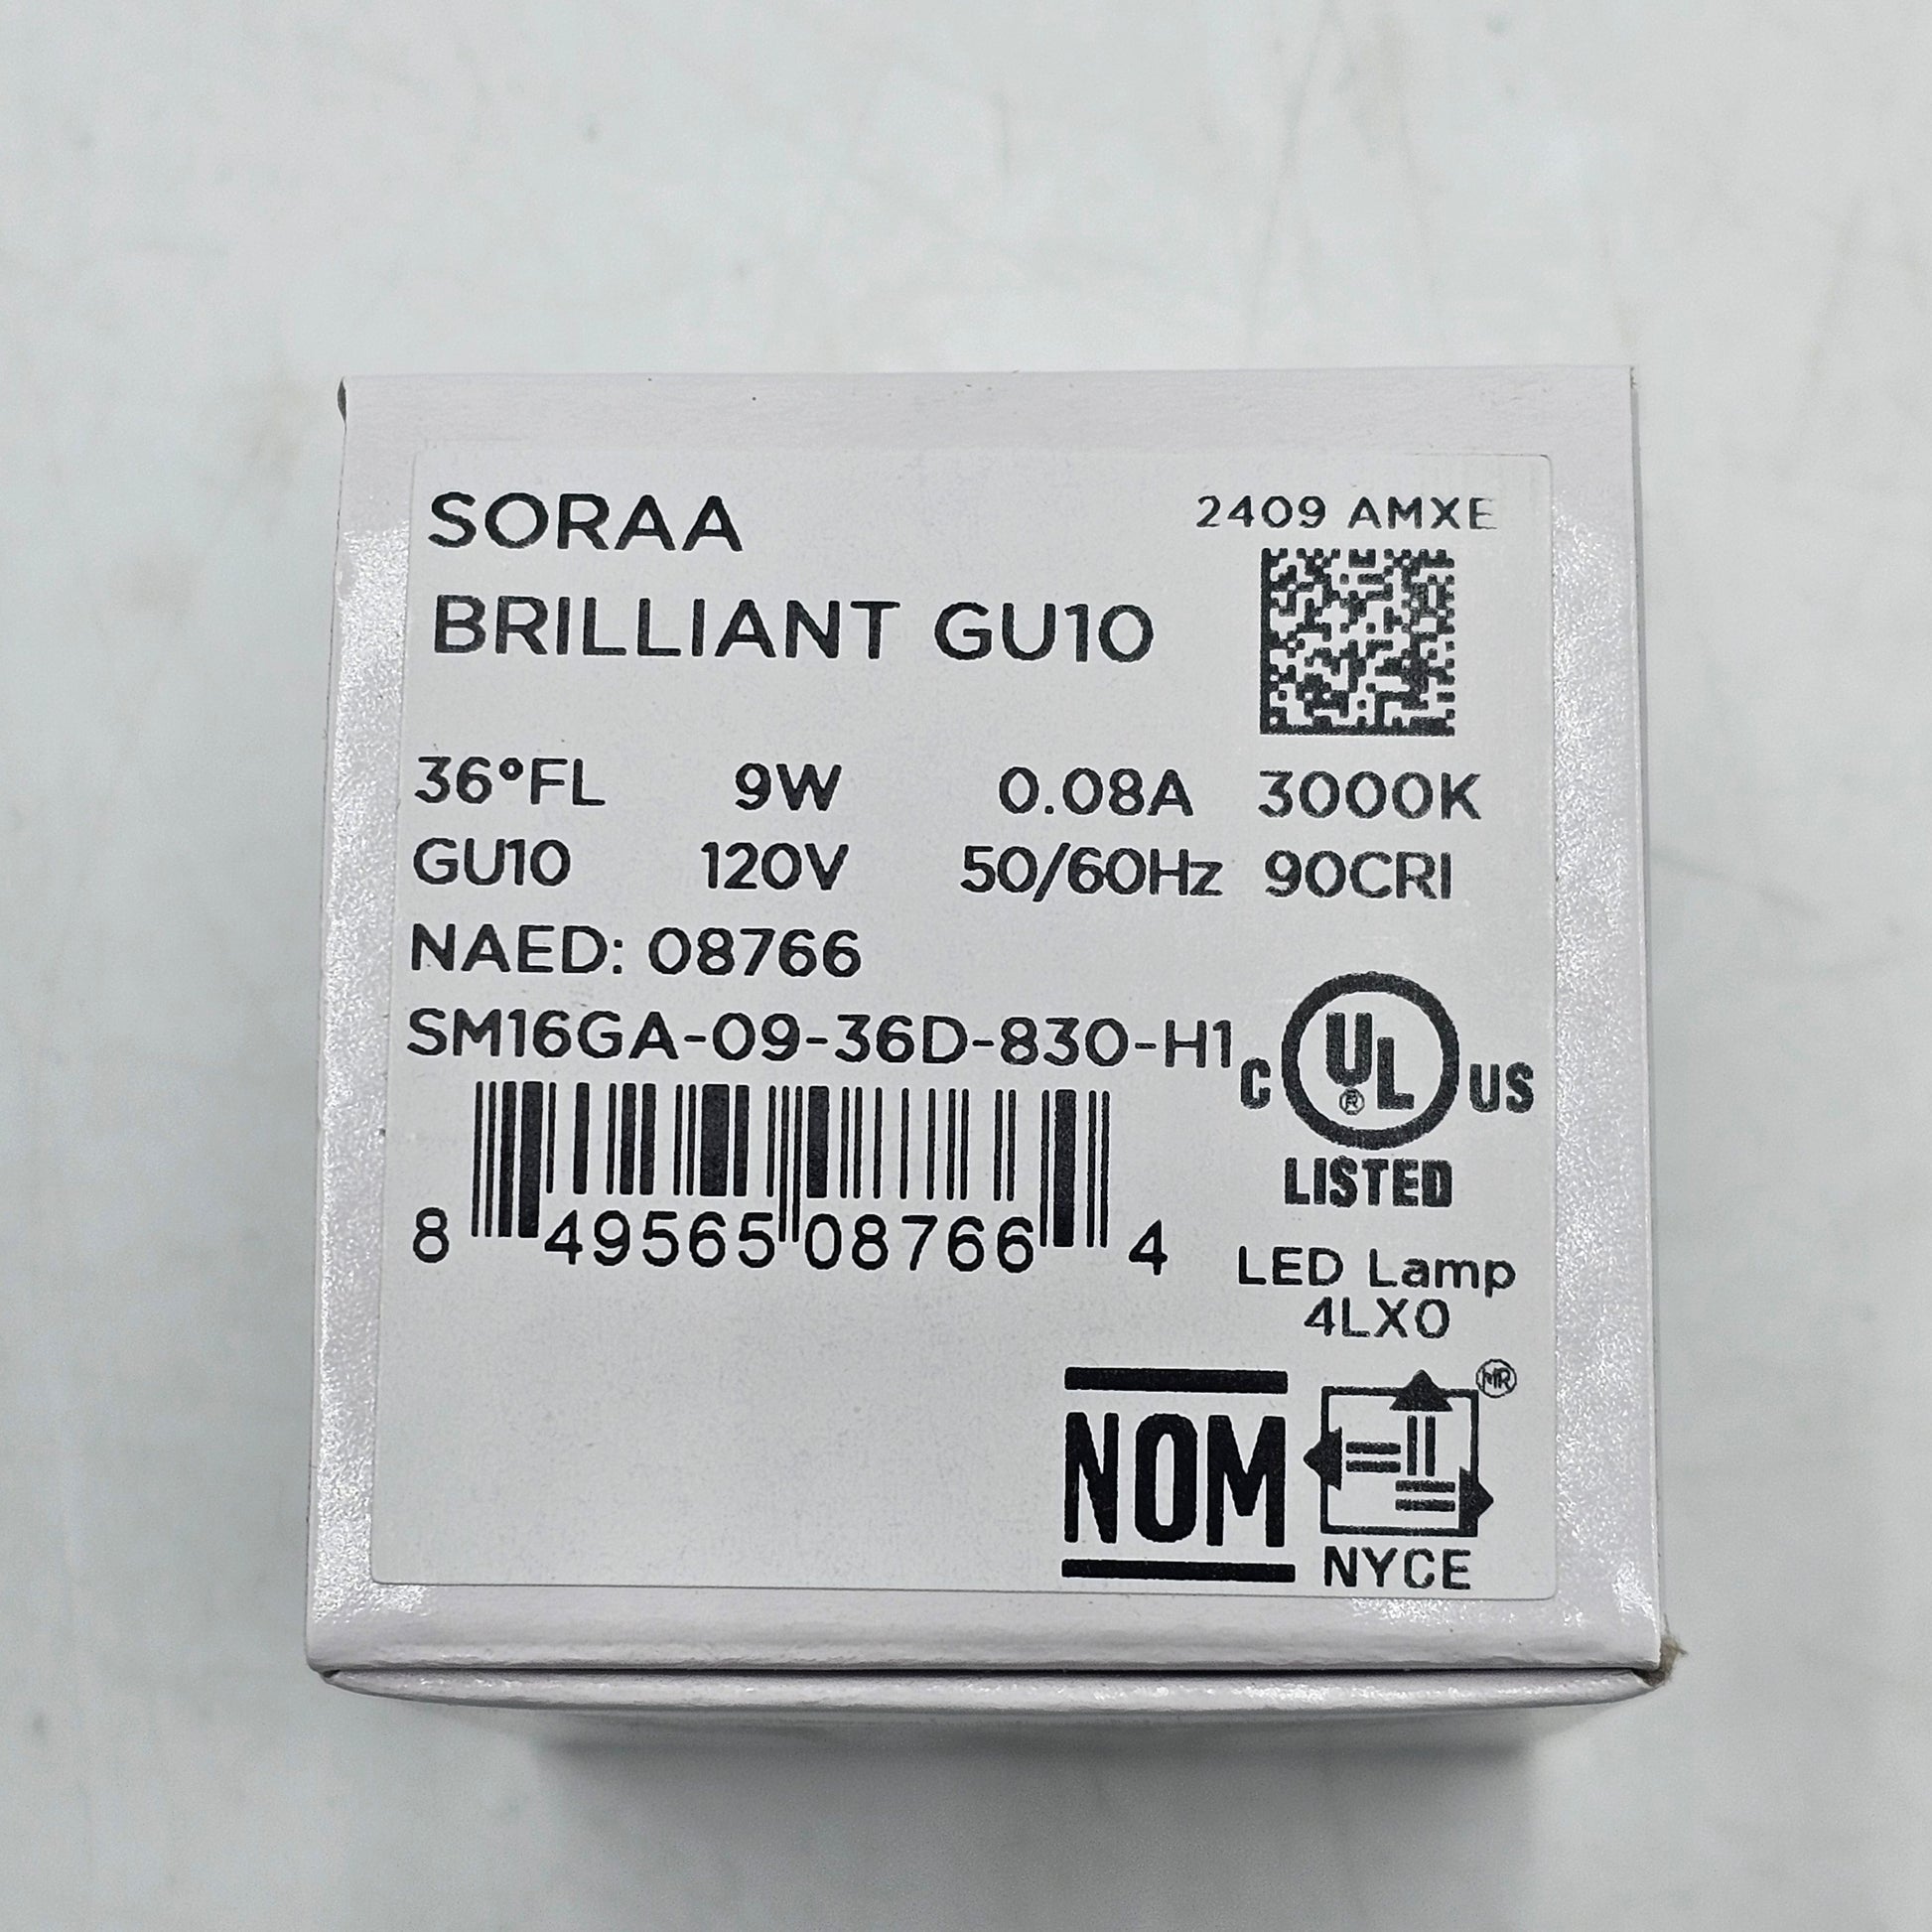 SORAA
2409 AMXE
BRILLIANT GU10
36°FL 9W 0.08A 3000K
GU10 120V 50/60Hz 90CRI
NAED: 08766
SM16GA-09-36D-830-H1
C UL® US
LISTED
8 49565 08766 4
LED Lamp
4LX0
NOM
MR
NYCE